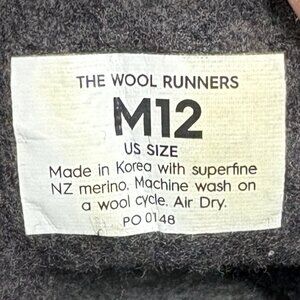 THE WOOL RUNNERS
M12
US SIZE
Made in Korea with superfine
NZ merino. Machine wash on
a wool cycle. Air Dry.
PO 0148